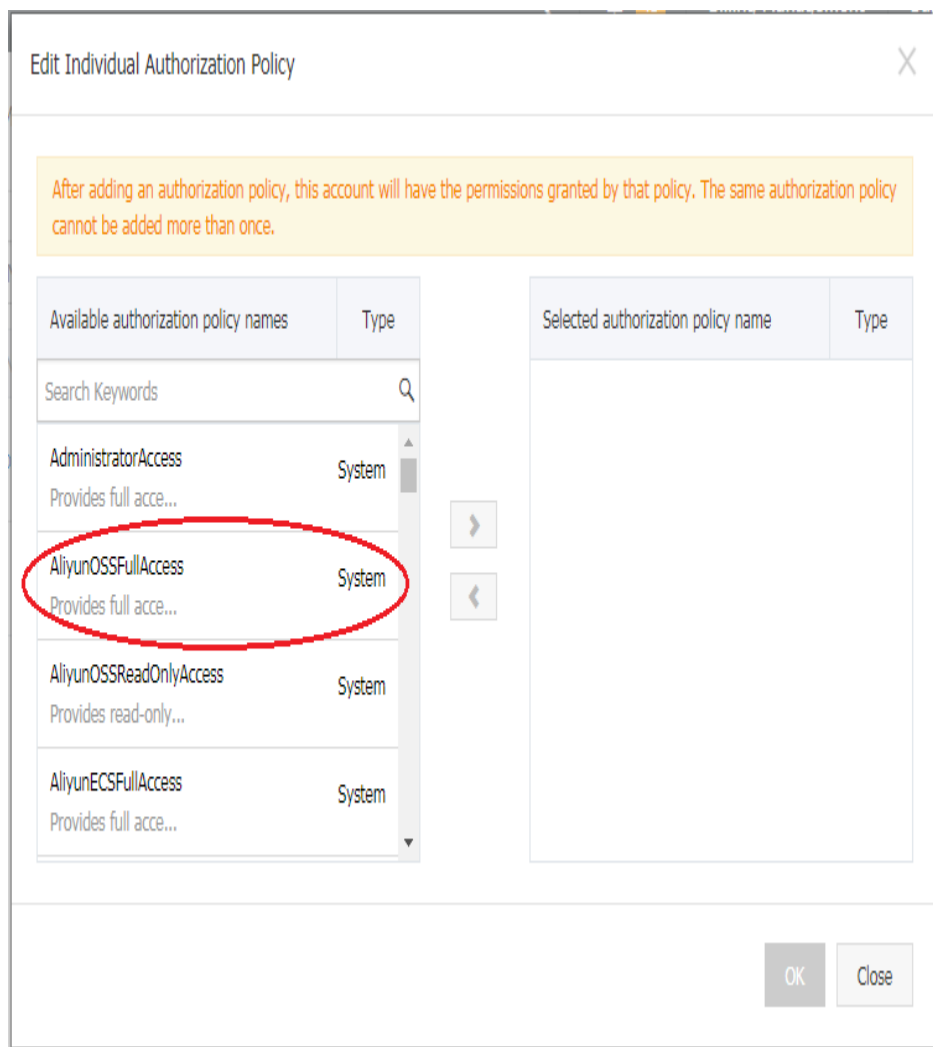 Edit Individual Authorization Policy
X
After adding an authorization policy, this account will have the permissions granted by that policy. The same authorization policy
cannot be added more than once.
Available authorization policy names Type
Selected authorization policy name Type
Search Keywords
AdministratorAccess
System
Provides full acce...
AliyunOSSFullAccess
System
Provides full acce...
AliyunOSSReadOnlyAccess
System
Provides read-only...
AliyunECSFullAccess
System
Provides full acce...
OK Close